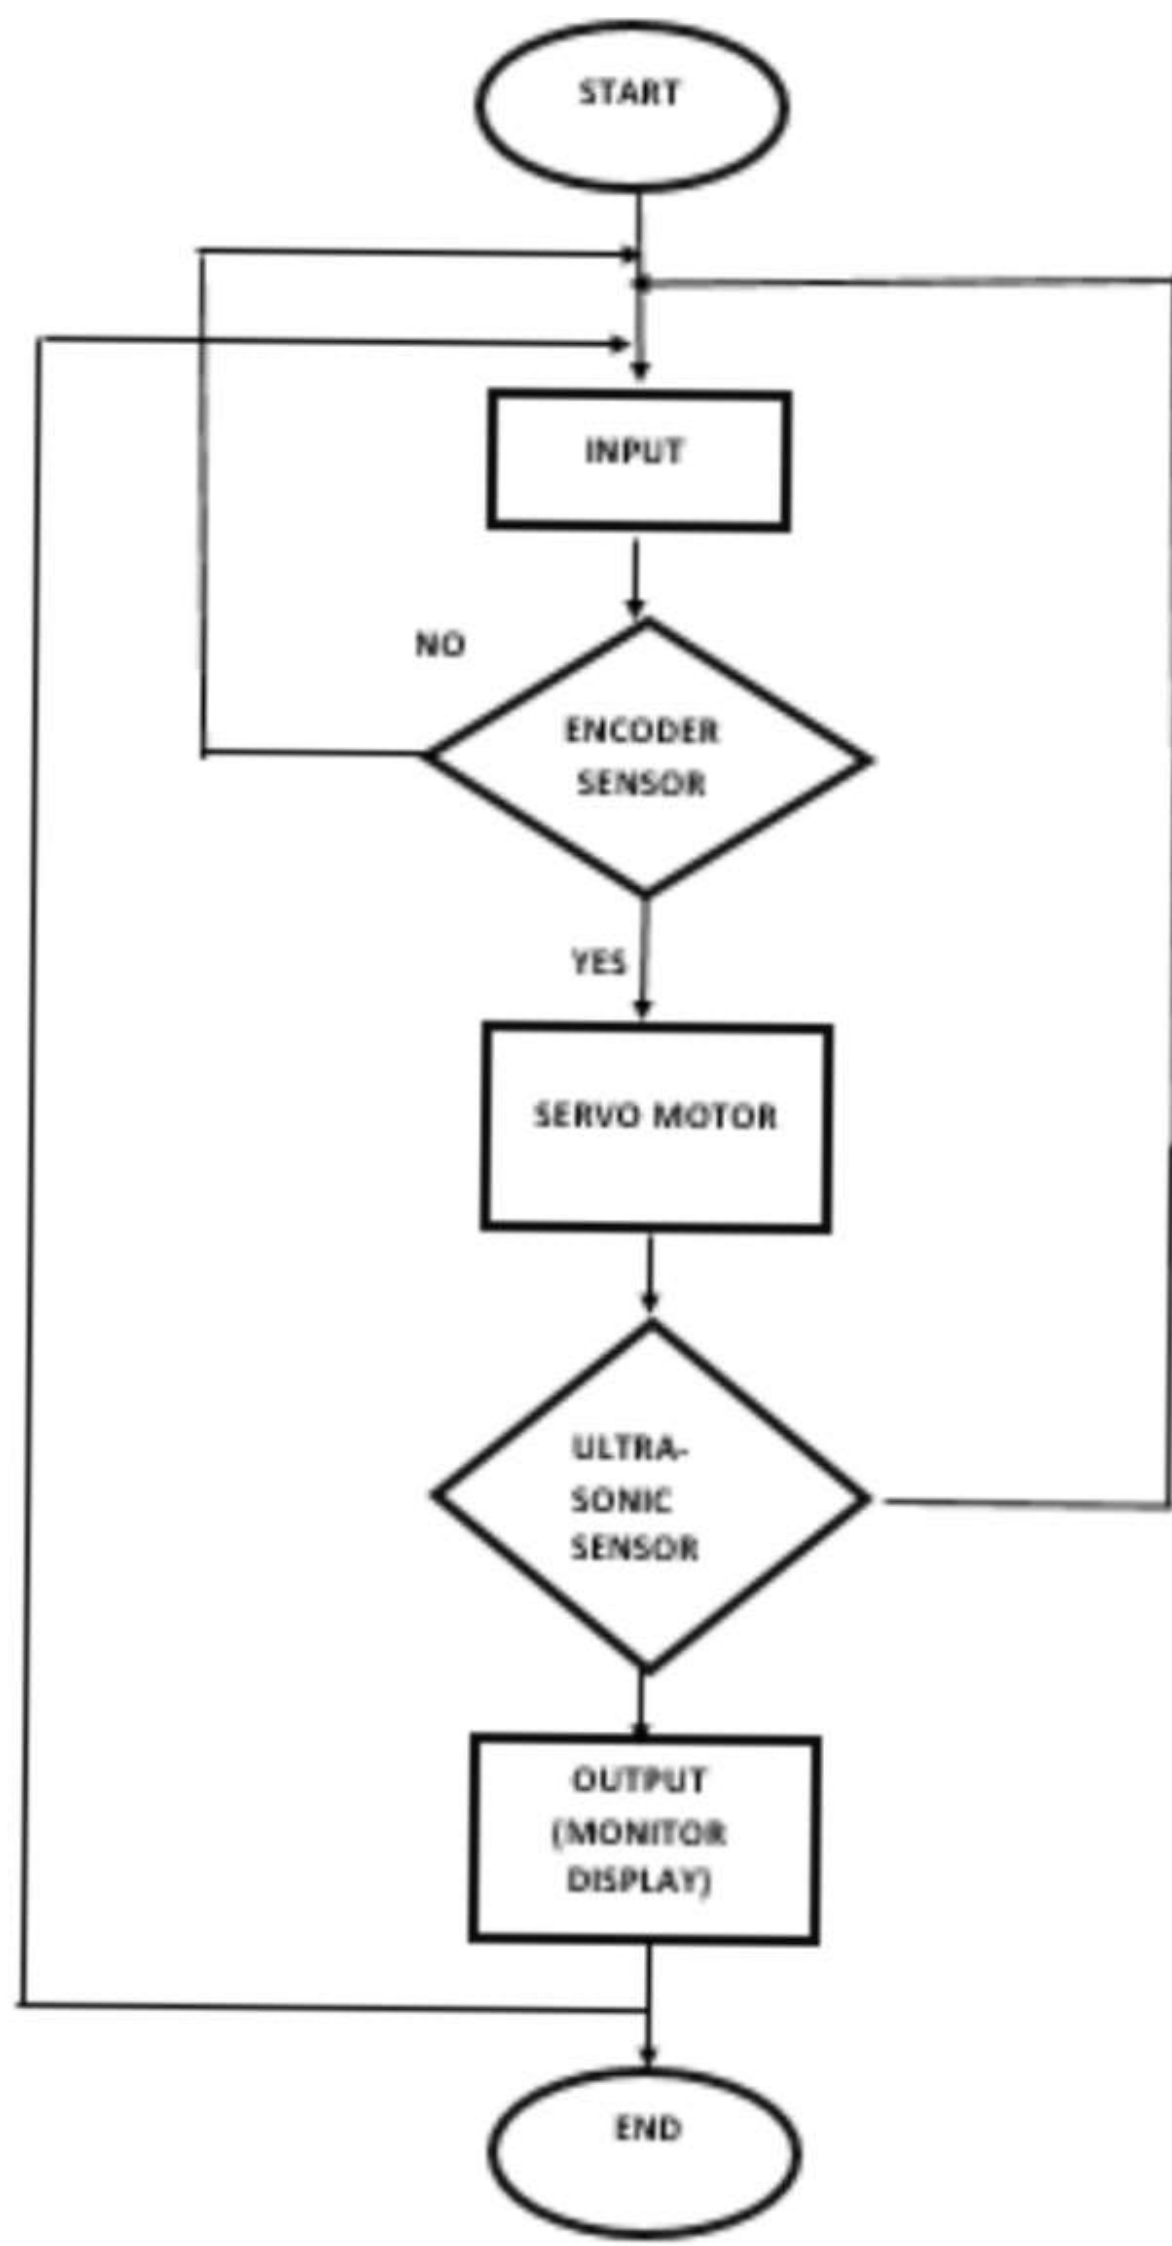 START
INPUT
NO
ENCODER
SENSOR
YES
SERVO MOTOR
ULTRA-
SONIC
SENSOR
OUTPUT
(MONITOR
DISPLAY)
END